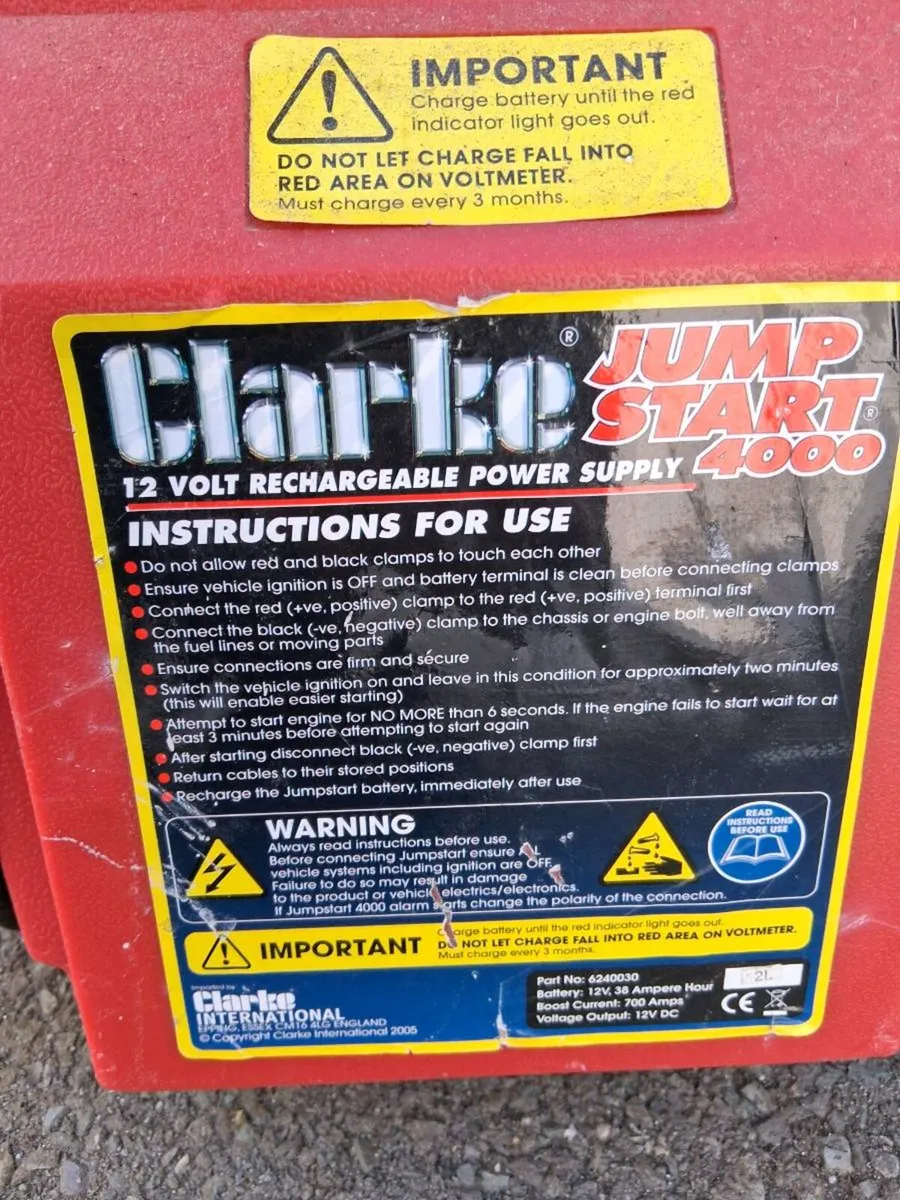 IMPORTANT
Charge battery until the red
indicator light goes out.
DO NOT LET CHARGE FALL INTO
RED AREA ON VOLTMETER.
Must charge every 3 months.
Clarke®
JUMP
START®
4000
12 VOLT RECHARGEABLE POWER SUPPLY
INSTRUCTIONS FOR USE
• Do not allow red and black clamps to touch each other
• Ensure vehicle ignition is OFF and battery terminal is clean before connecting clamps
• Connect the red (+ve, positive) clamp to the red (+ve, positive) terminal first
• Connect the black (-ve, negative) clamp to the chassis or engine bolt, well away from
the fuel lines or moving parts
• Ensure connections are firm and secure
• Switch the vehicle ignition on and leave in this condition for approximately two minutes
(this will enable easier starting)
• Attempt to start engine for NO MORE than 6 seconds. If the engine fails to start wait for at
least 3 minutes before attempting to start again
• After starting disconnect black (-ve, negative) clamp first
• Return cables to their stored positions
• Recharge the Jumpstart battery, immediately after use
WARNING
Always read instructions before use.
Before connecting Jumpstart ensure
vehicle systems including ignition are OFF.
Failure to do so may result in damage
to the product or vehicle electrics/electronics.
If Jumpstart 4000 alarm starts change the polarity of the connection.
READ
INSTRUCTIONS
BEFORE USE
IMPORTANT
Charge battery until the red indicator light goes out.
DO NOT LET CHARGE FALL INTO RED AREA ON VOLTMETER.
Must charge every 3 months.
Imported by
Clarke
INTERNATIONAL
EPPING, ESSEX CM16 4LG ENGLAND
© Copyright Clarke International 2005
Part No: 6240030
Battery: 12V, 38 Ampere Hour
Boost Current: 700 Amps
Voltage Output: 12V DC
CE